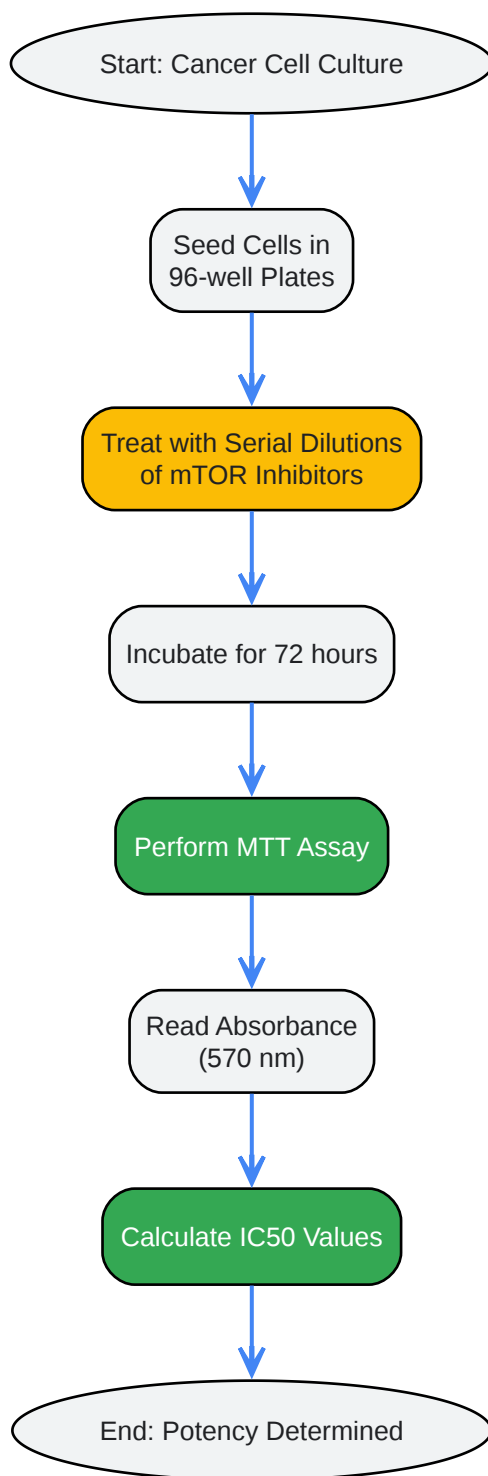 Start: Cancer Cell Culture
Seed Cells in
96-well Plates
Treat with Serial Dilutions
of mTOR Inhibitors
Incubate for 72 hours
Perform MTT Assay
Read Absorbance
(570 nm)
Calculate IC50 Values
End: Potency Determined